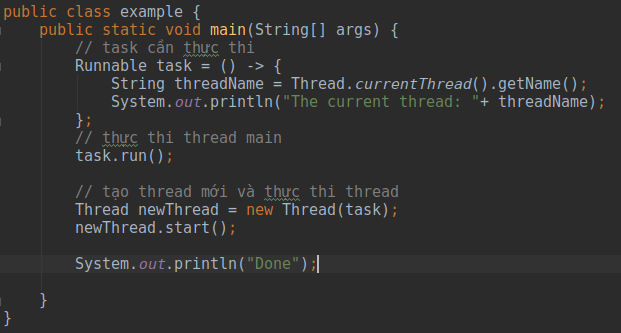 public class example {
public static void main(String[] args) {
// task cần thực thi
Runnable task = () -> {
String threadName = Thread.currentThread().getName();
System.out.println("The current thread: "+ threadName);
};
// thực thi thread main
task.run();
// tạo thread mới và thực thi thread
Thread newThread = new Thread(task);
newThread.start();
System.out.println("Done");
}
}